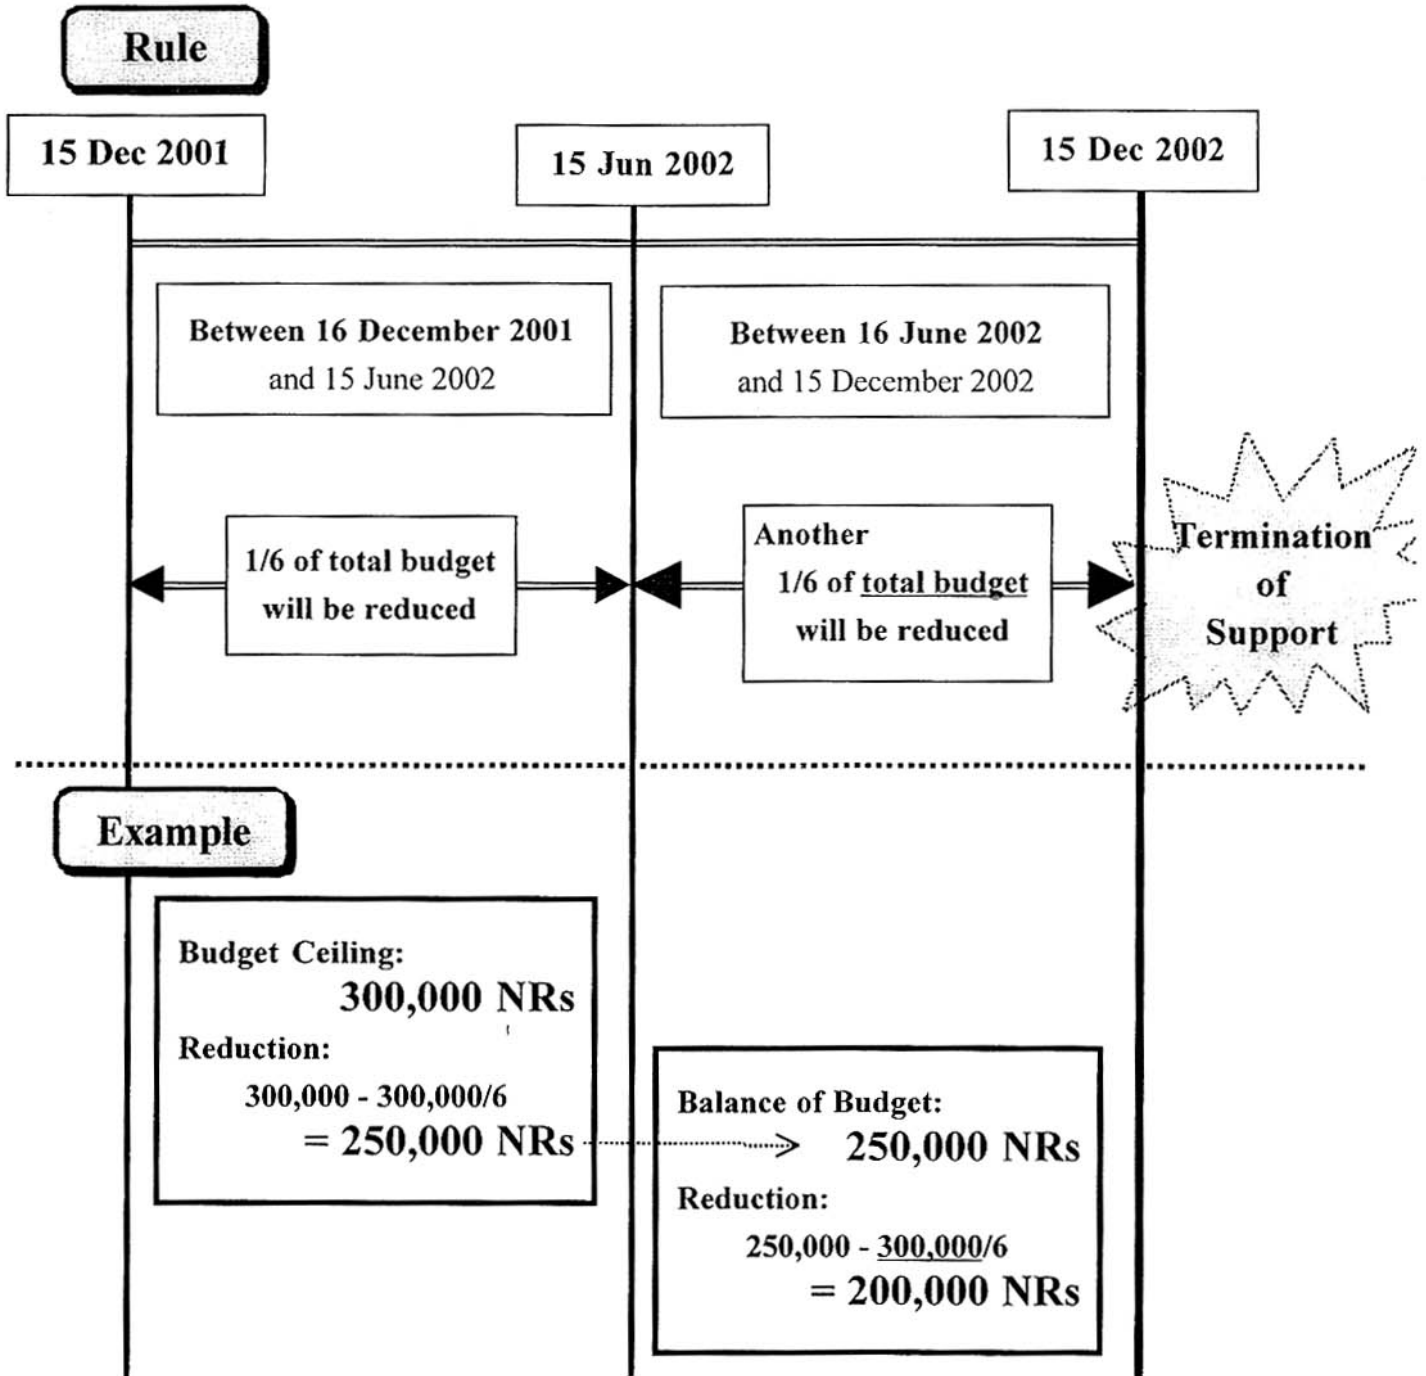 Rule
15 Dec 2001
15 Jun 2002
15 Dec 2002
Between 16 December 2001
and 15 June 2002
Between 16 June 2002
and 15 December 2002
1/6 of total budget
will be reduced
Another
1/6 of total budget
will be reduced
Termination
of
Support
Example
Budget Ceiling:
300,000 NRs
Reduction:
300,000 - 300,000/6
= 250,000 NRs
Balance of Budget:
250,000 NRs
Reduction:
250,000 - 300,000/6
= 200,000 NRs